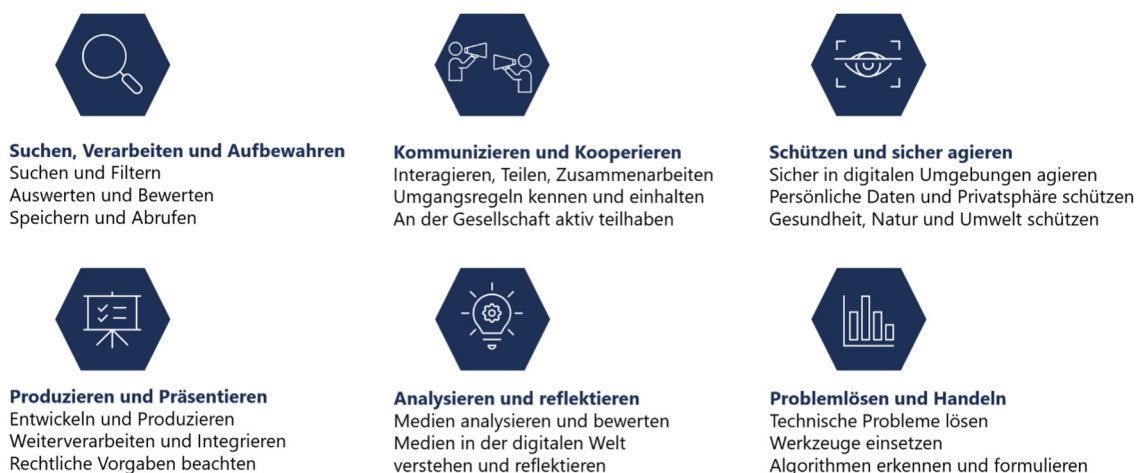 Suchen, Verarbeiten und Aufbewahren
Suchen und Filtern
Auswerten und Bewerten
Speichern und Abrufen
Kommunizieren und Kooperieren
Interagieren, Teilen, Zusammenarbeiten
Umgangsregeln kennen und einhalten
An der Gesellschaft aktiv teilhaben
Schützen und sicher agieren
Sicher in digitalen Umgebungen agieren
Persönliche Daten und Privatsphäre schützen
Gesundheit, Natur und Umwelt schützen
Produzieren und Präsentieren
Entwickeln und Produzieren
Weiterverarbeiten und Integrieren
Rechtliche Vorgaben beachten
Analysieren und reflektieren
Medien analysieren und bewerten
Medien in der digitalen Welt
verstehen und reflektieren
Problemlösen und Handeln
Technische Probleme lösen
Werkzeuge einsetzen
Algorithmen erkennen und formulieren